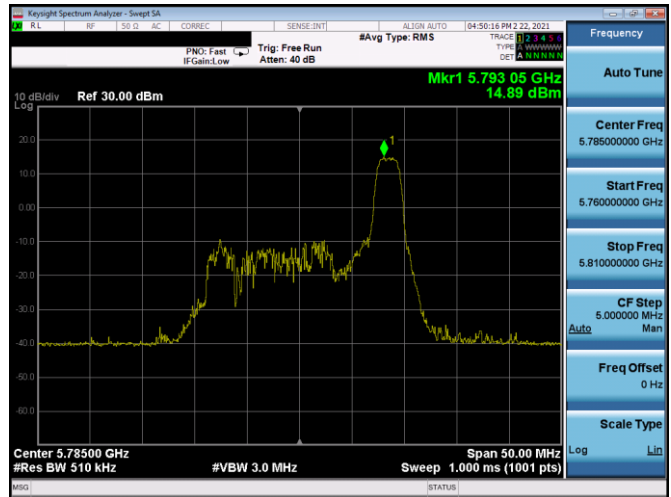 Keysight Spectrum Analyzer - Swept SA
RL RF 50 Ω AC CORREC SENSE:INT ALIGN AUTO 04:50:16 PM 2 22, 2021
#Avg Type: RMS
TRACE 1 2 3 4 5 6
TYPE A WWWWW
DET A N N N N N
PNO: Fast
IFGain:Low
Trig: Free Run
Atten: 40 dB
Mkr1 5.793 05 GHz
14.89 dBm
10 dB/div
Log
Ref 30.00 dBm
1
20.0
10.0
0.00
-10.0
-20.0
-30.0
-40.0
-50.0
-60.0
Center 5.78500 GHz
Span 50.00 MHz
#Res BW 510 kHz
#VBW 3.0 MHz
Sweep 1.000 ms (1001 pts)
MSG
STATUS
Frequency
Auto Tune
Center Freq
5.785000000 GHz
Start Freq
5.760000000 GHz
Stop Freq
5.810000000 GHz
CF Step
5.000000 MHz
Auto Man
Freq Offset
0 Hz
Scale Type
Log Lin